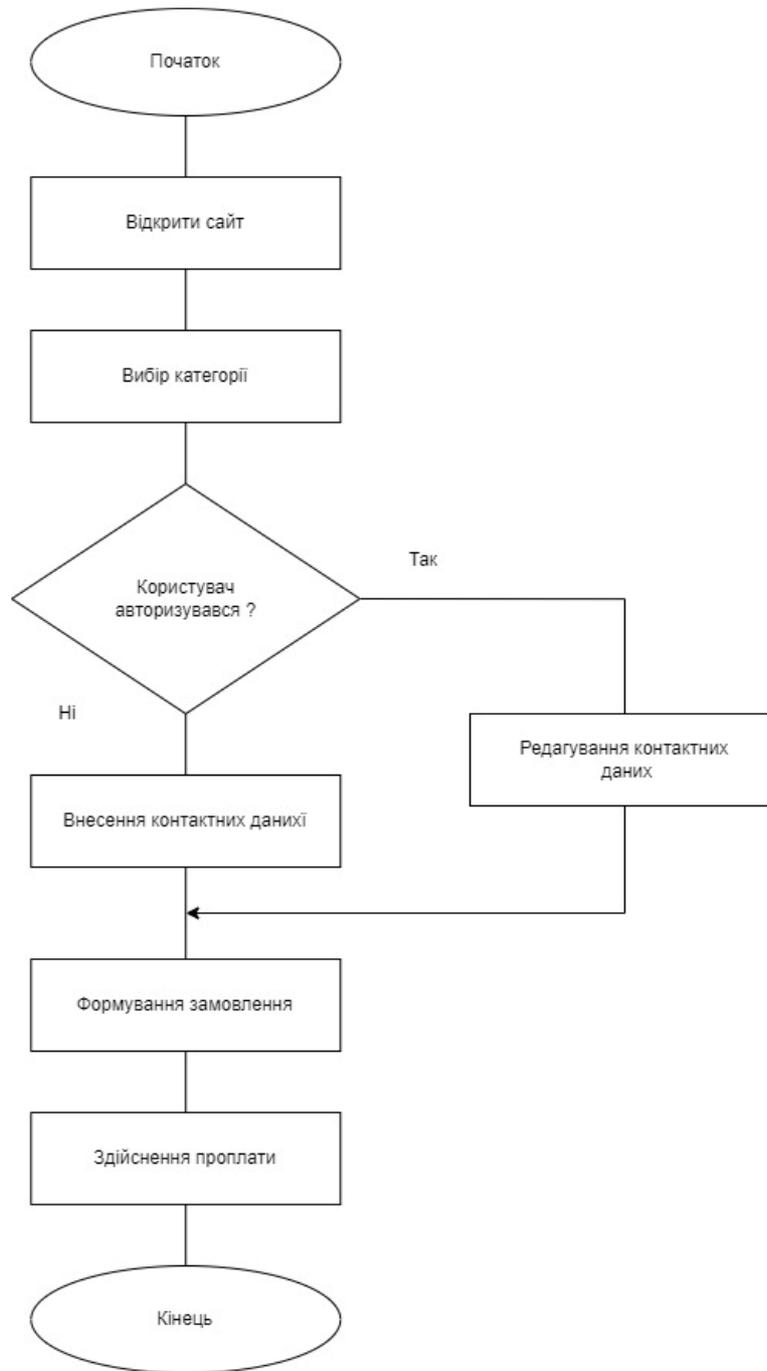 Початок
Відкрити сайт
Вибір категорії
Користувач
авторизувався ?
Так
Ні
Редагування контактних
даних
Внесення контактних данихї
Формування замовлення
Здійснення проплати
Кінець